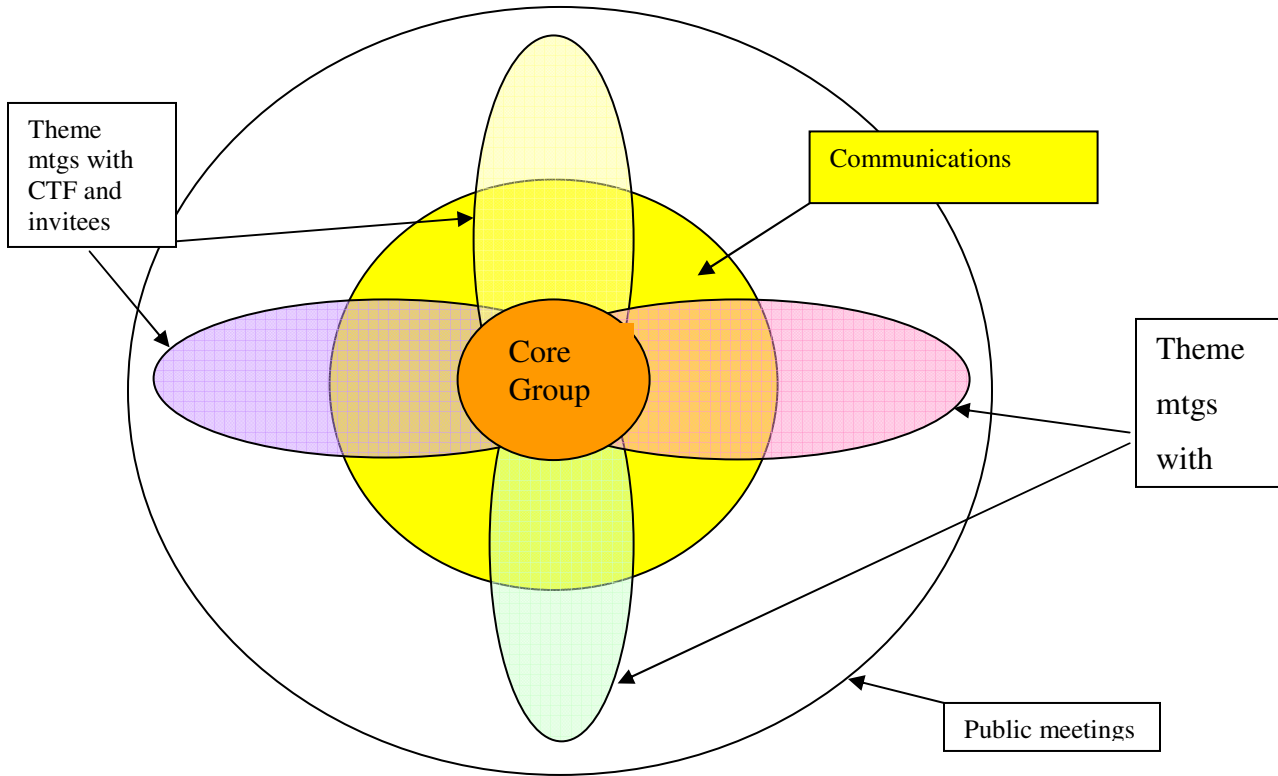 Theme
mtgs with
CTF and
invitees
Communications
Core
Group
Theme
mtgs
with
Public meetings